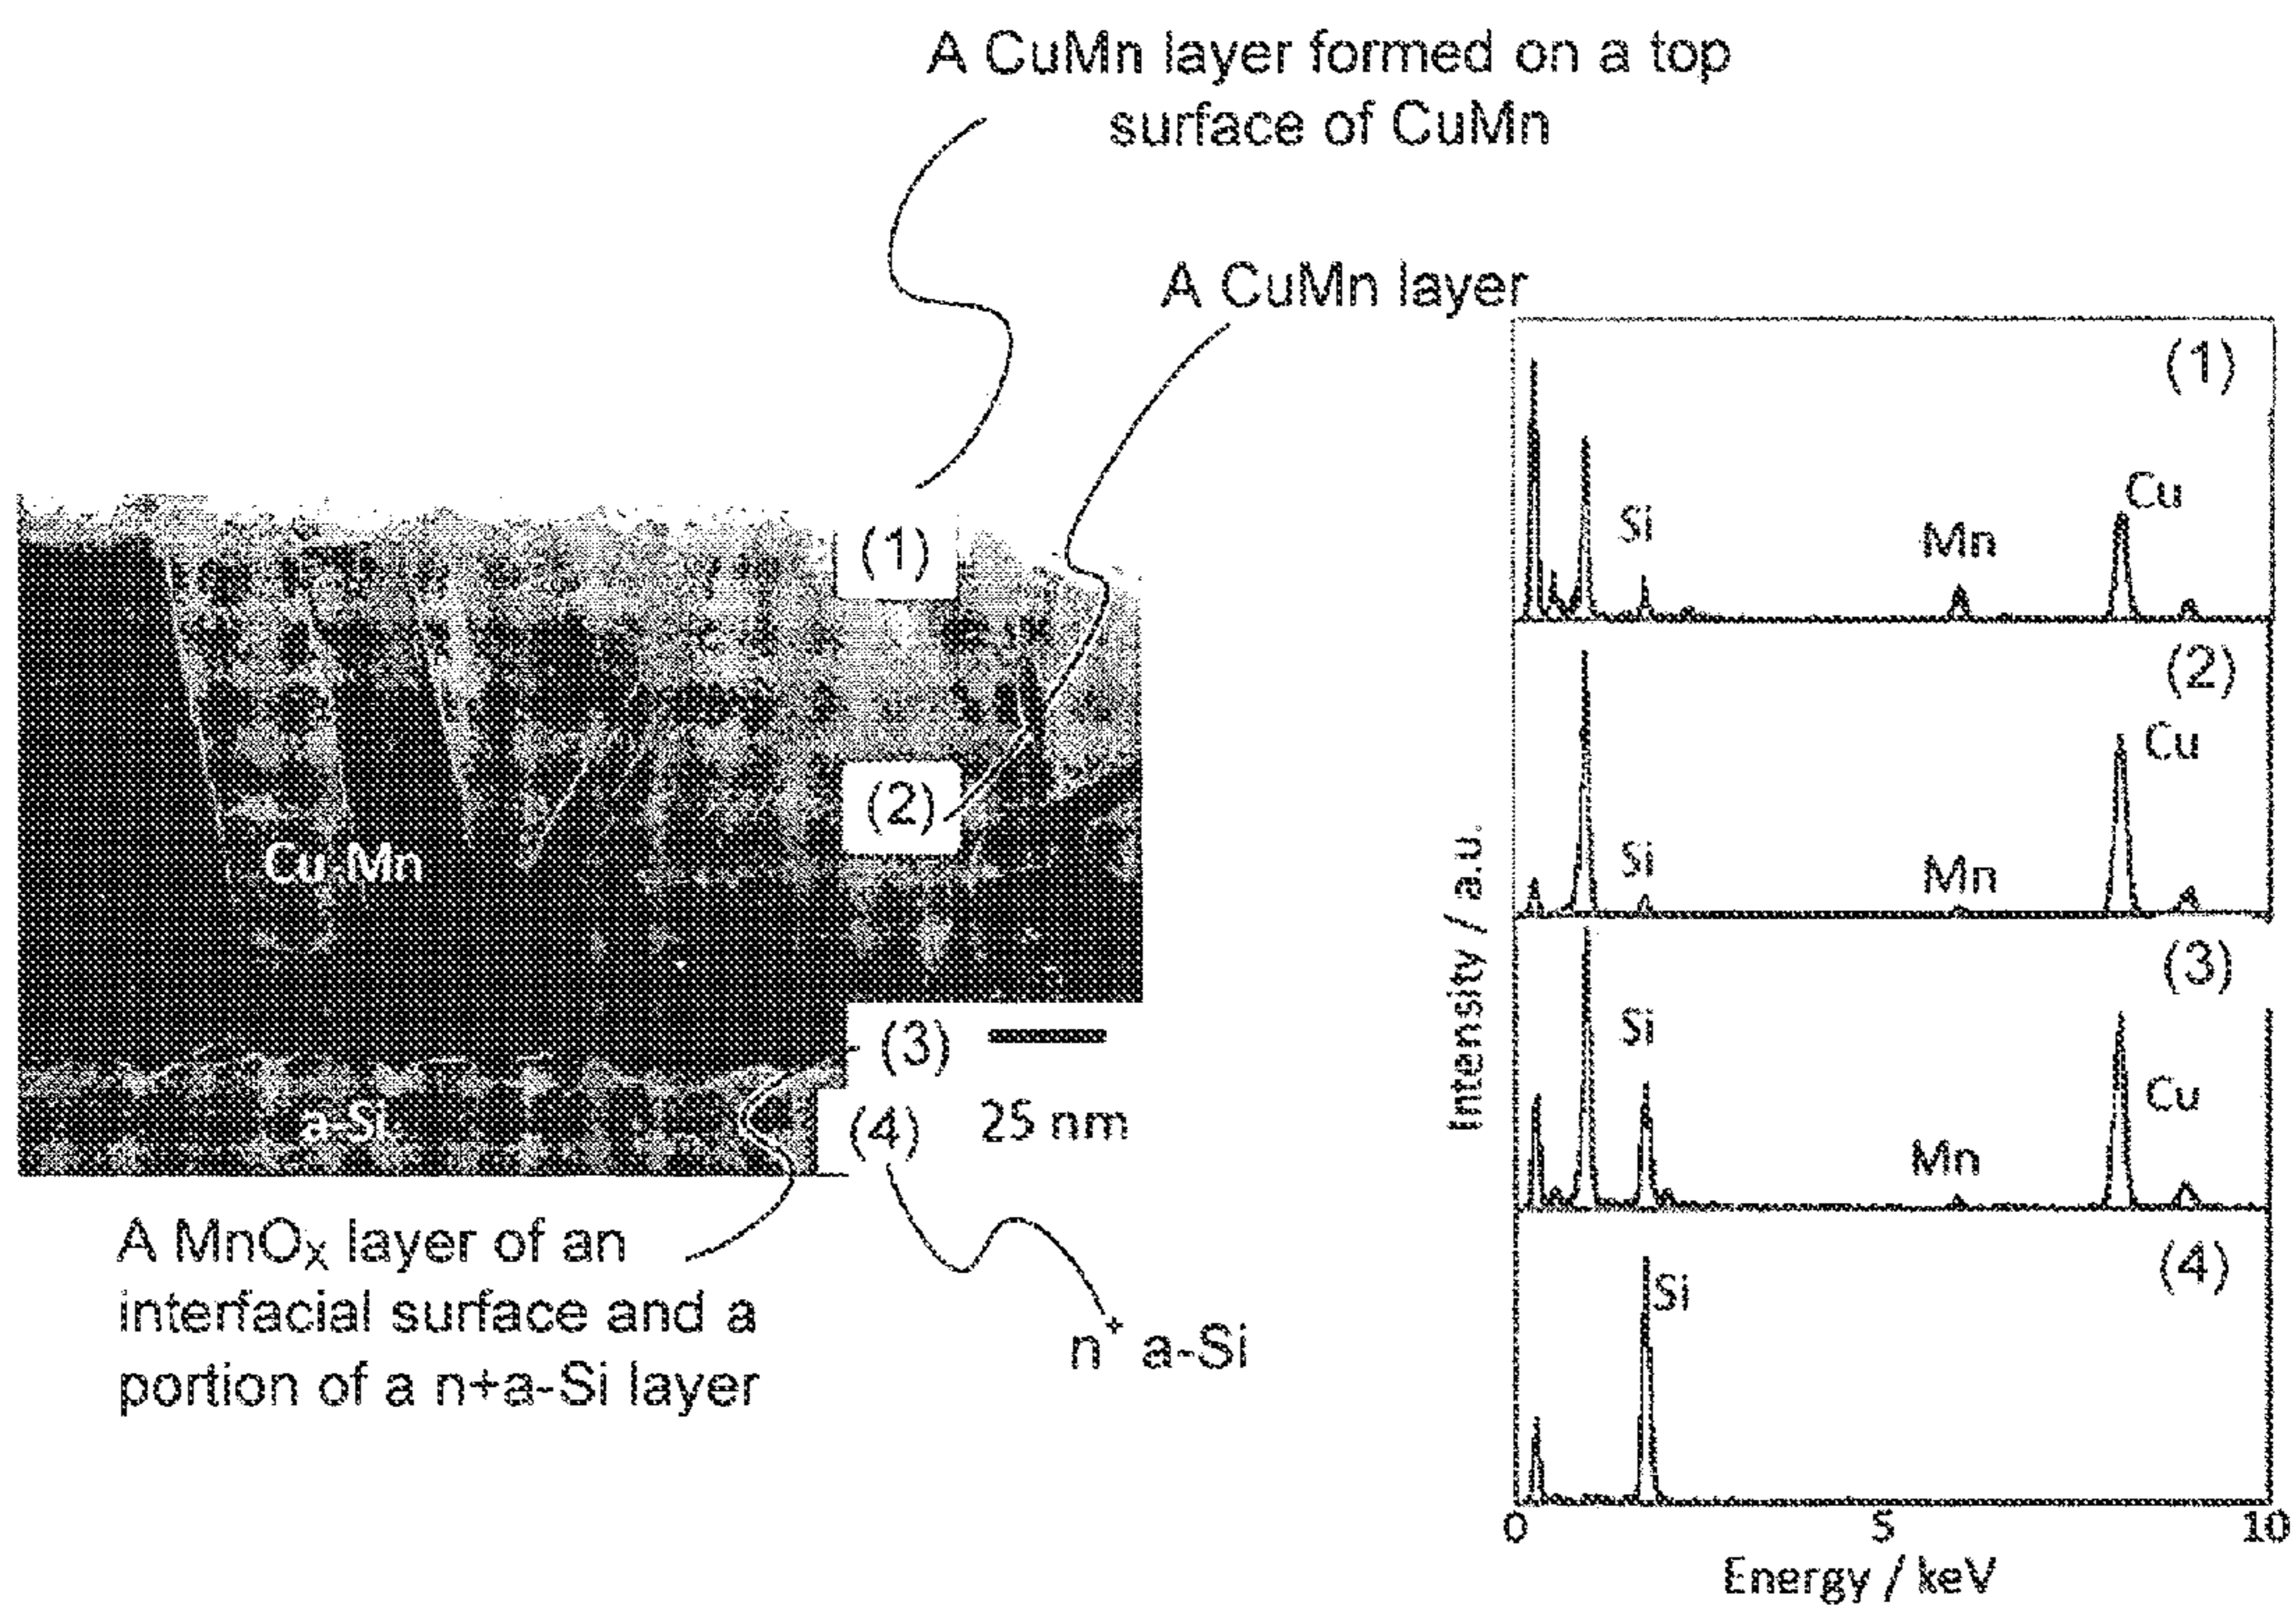 A CuMn layer formed on a top
surface of CuMn
A CuMn layer
(1)
(2)
Cu-Mn
(3)
a-Si
(4)
25 nm
A MnOₓ layer of an
interfacial surface and a
portion of a n+a-Si layer
n⁺ a-Si
(1)
Si
Mn
Cu
(2)
Si
Mn
Cu
(3)
Si
Mn
Cu
(4)
Si
Intensity / a.u.
0 5 10
Energy / keV